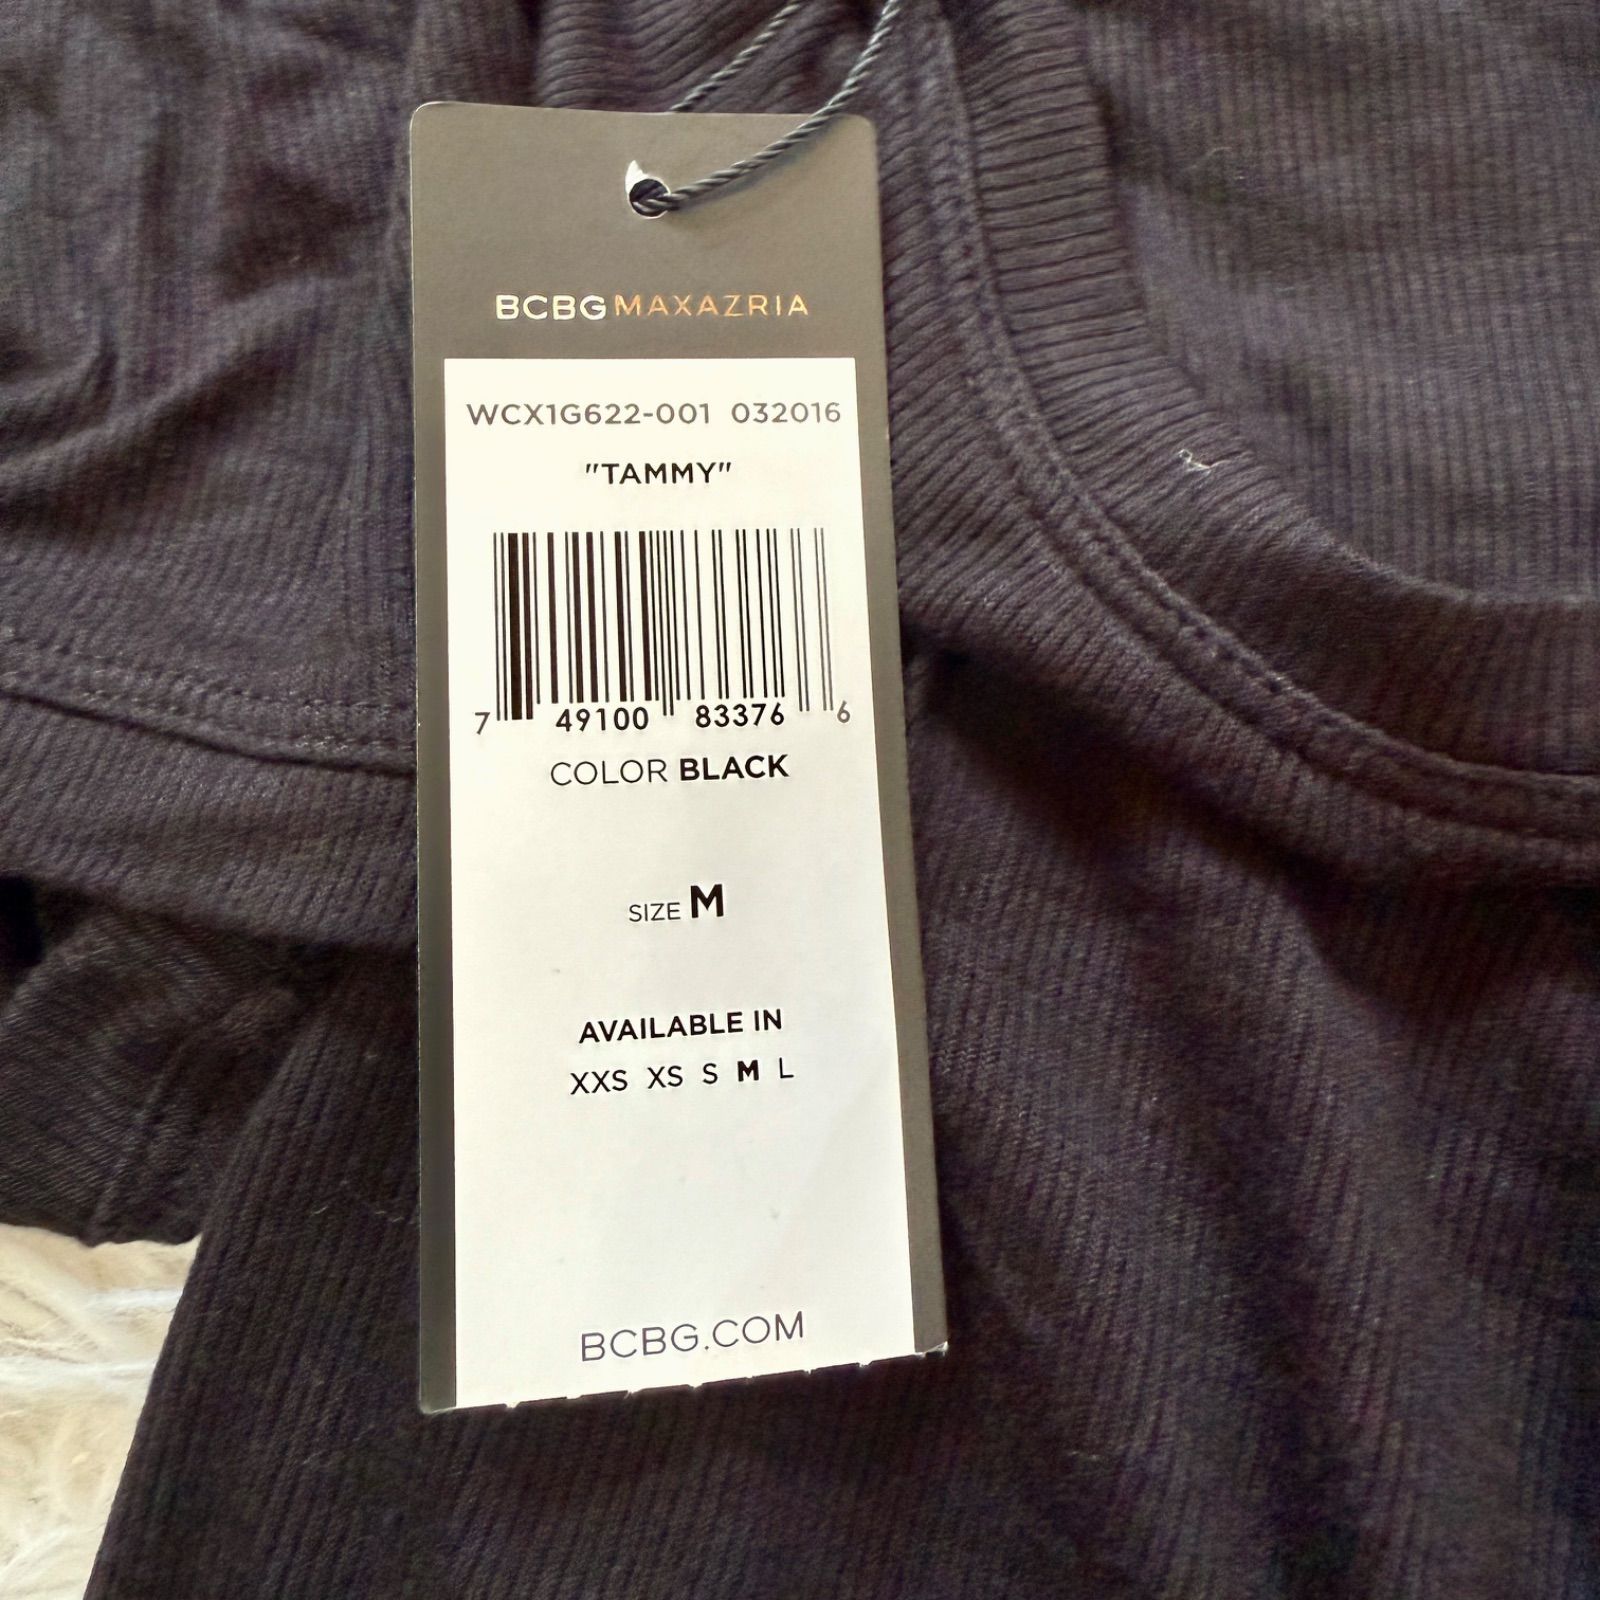 BCBGMAXAZRIA
WCX1G622-001 032016
"TAMMY"
7 49100 83376 6
COLOR BLACK
SIZE M
AVAILABLE IN
XXS XS S M L
BCBG.COM